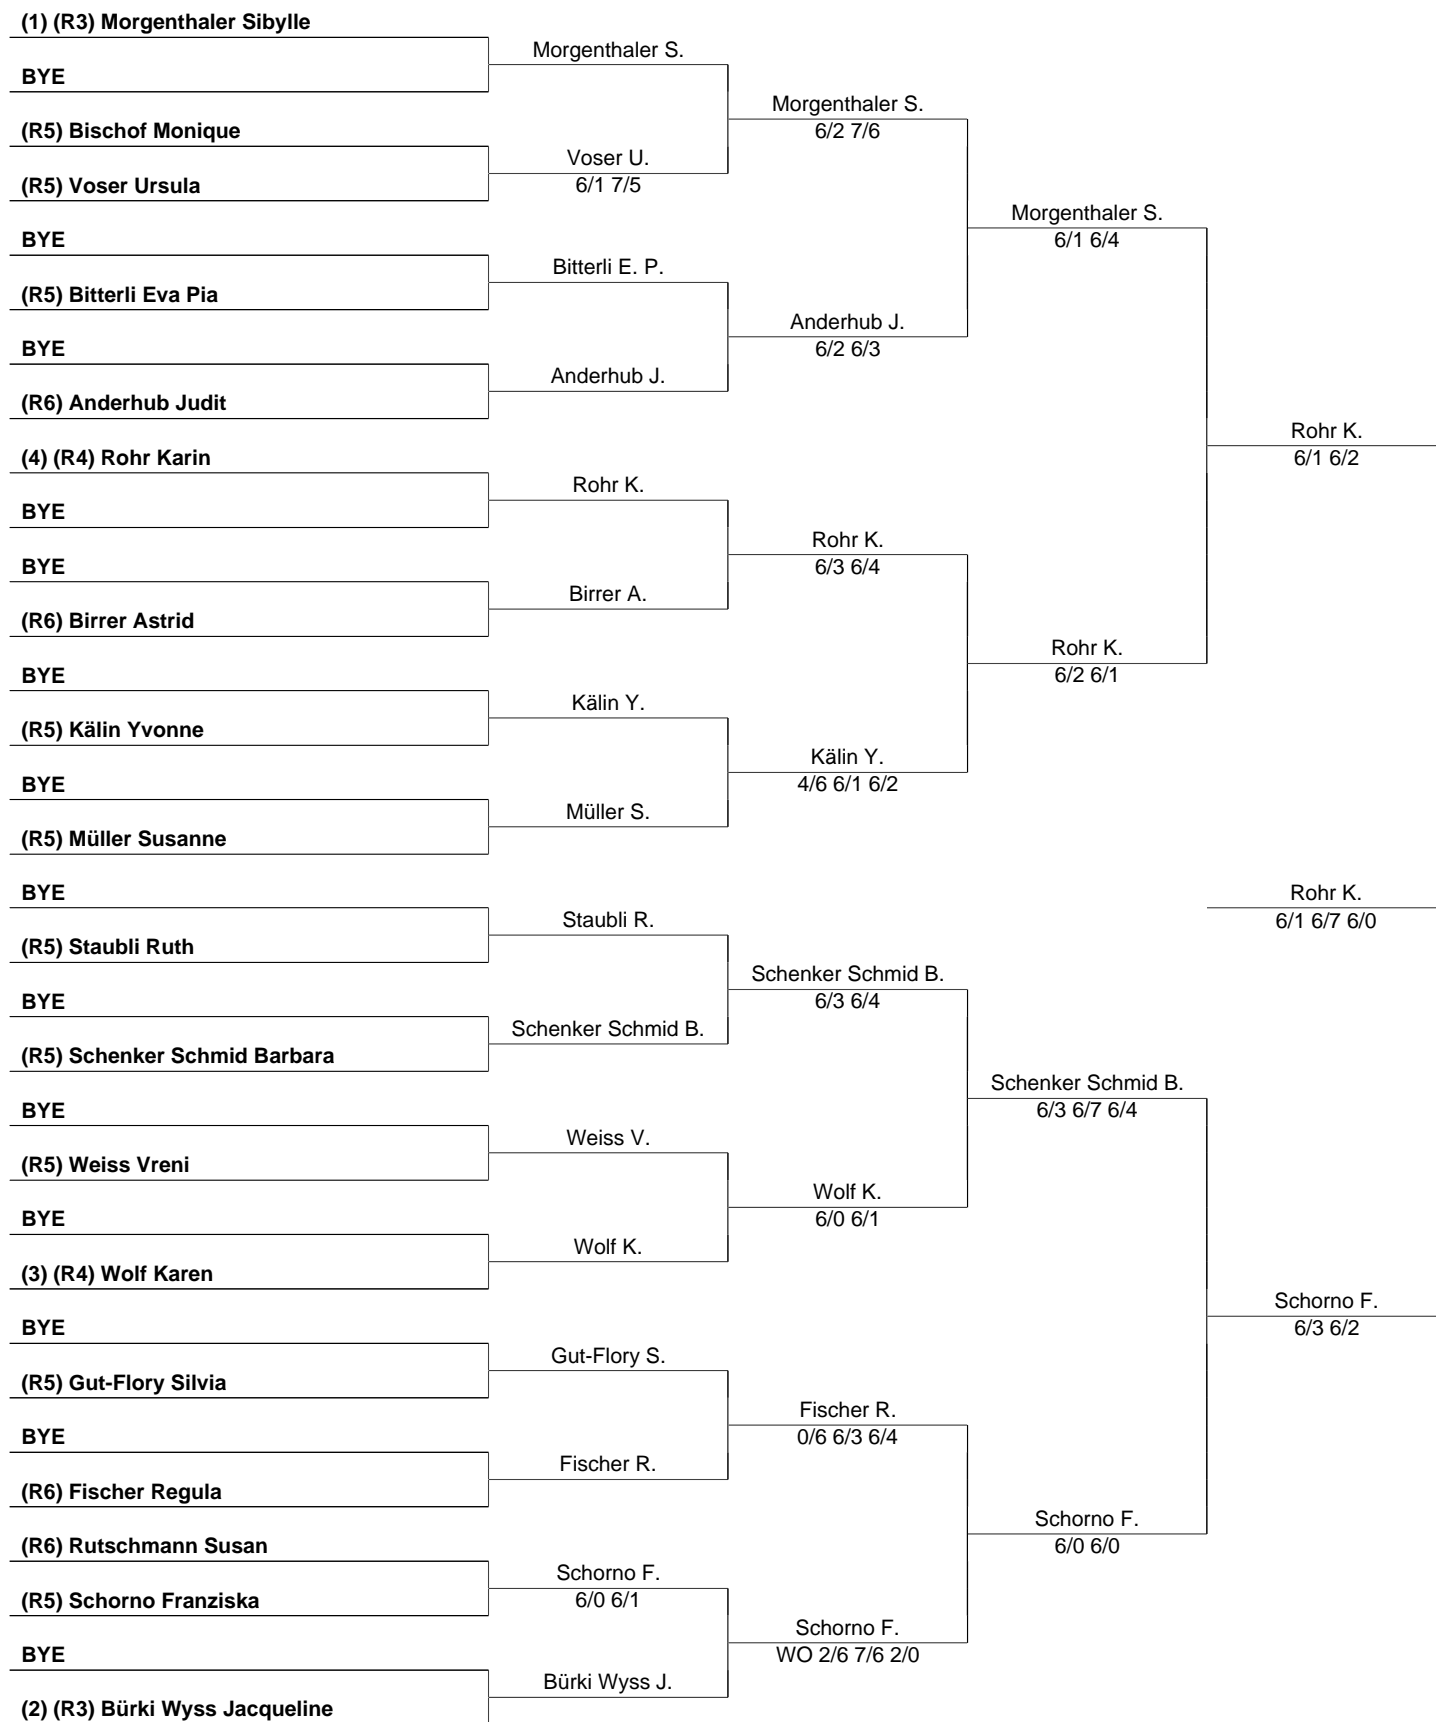 (1) (R3) Morgenthaler Sibylle
BYE
(R5) Bischof Monique
(R5) Voser Ursula
BYE
(R5) Bitterli Eva Pia
BYE
(R6) Anderhub Judit
(4) (R4) Rohr Karin
BYE
BYE
(R6) Birrer Astrid
BYE
(R5) Kälin Yvonne
BYE
(R5) Müller Susanne
BYE
(R5) Staubli Ruth
BYE
(R5) Schenker Schmid Barbara
BYE
(R5) Weiss Vreni
BYE
(3) (R4) Wolf Karen
BYE
(R5) Gut-Flory Silvia
BYE
(R6) Fischer Regula
(R6) Rutschmann Susan
(R5) Schorno Franziska
BYE
(2) (R3) Bürki Wyss Jacqueline
Morgenthaler S.
Voser U.
6/1 7/5
Bitterli E. P.
Anderhub J.
Rohr K.
Birrer A.
Kälin Y.
Müller S.
Staubli R.
Schenker Schmid B.
Weiss V.
Wolf K.
Gut-Flory S.
Fischer R.
Schorno F.
6/0 6/1
Bürki Wyss J.
Morgenthaler S.
6/2 7/6
Anderhub J.
6/2 6/3
Rohr K.
6/3 6/4
Kälin Y.
4/6 6/1 6/2
Schenker Schmid B.
6/3 6/4
Wolf K.
6/0 6/1
Fischer R.
0/6 6/3 6/4
Schorno F.
WO 2/6 7/6 2/0
Morgenthaler S.
6/1 6/4
Rohr K.
6/2 6/1
Schenker Schmid B.
6/3 6/7 6/4
Schorno F.
6/0 6/0
Rohr K.
6/1 6/2
Rohr K.
6/1 6/7 6/0
Schorno F.
6/3 6/2